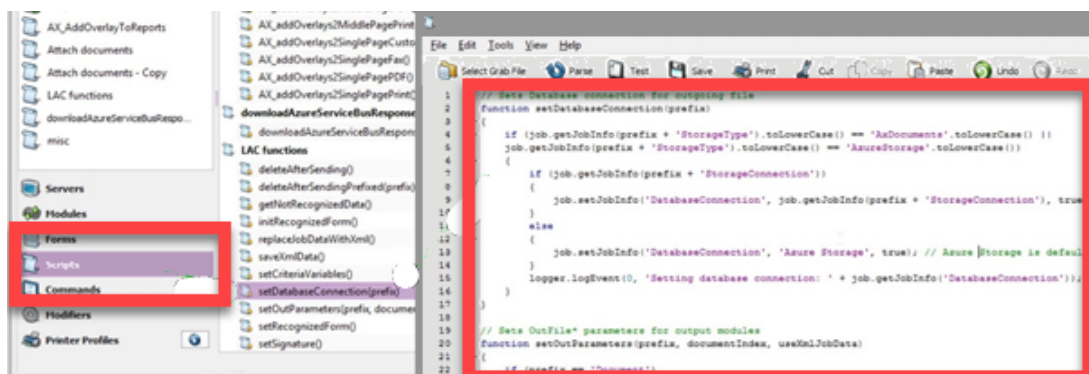 AX_AddOverlayToReports
Attach documents
Attach documents - Copy
LAC functions
downloadAzureServiceBusRespo...
misc
Servers
Modules
Forms
Scripts
Commands
Modifiers
Printer Profiles
AX_addOverlays2MiddlePagePrint
AX_addOverlays2SinglePageCusto
AX_addOverlays2SinglePageFax()
AX_addOverlays2SinglePagePDF()
AX_addOverlays2SinglePagePrint(
downloadAzureServiceBusResponse
downloadAzureServiceBusRespon
LAC functions
deleteAfterSending()
deleteAfterSendingPrefixed(prefix)
getNotRecognizedData()
initRecognizedForm()
replaceJobDataWithXml()
saveXmlData()
setCriteriaVariables()
setDatabaseConnection(prefix)
setOutParameters(prefix, documen
setRecognizedForm()
setSignature()
File Edit Tools View Help
Select Grab File Parse Test Save Print Cut Copy Paste Undo Redo
1 // Sets Database connection for outgoing file
2 function setDatabaseConnection(prefix)
3 {
4 if (job.getJobInfo(prefix + 'StorageType').toLowerCase() == 'AxDocuments'.toLowerCase() ||
5 job.getJobInfo(prefix + 'StorageType').toLowerCase() == 'AzureStorage'.toLowerCase())
6 {
7 if (job.getJobInfo(prefix + 'StorageConnection'))
8 {
9 job.setJobInfo('DatabaseConnection', job.getJobInfo(prefix + 'StorageConnection'), true
10 }
11 else
12 {
13 job.setJobInfo('DatabaseConnection', 'Azure Storage', true); // Azure Storage is defaul
14 }
15 logger.logEvent(0, 'Setting database connection: ' + job.getJobInfo('DatabaseConnection'));
16 }
17 }
18
19 // Sets OutFile* parameters for output modules
20 function setOutParameters(prefix, documentIndex, useXmlJobData)
21 {
22 if (prefix == 'Document')